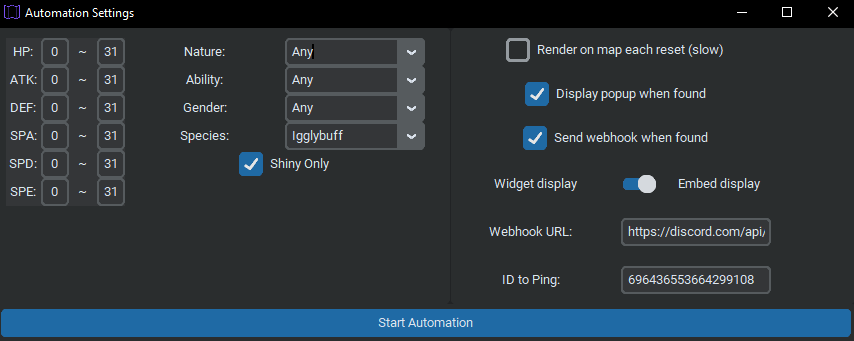 Automation Settings
HP: 0 ~ 31
ATK: 0 ~ 31
DEF: 0 ~ 31
SPA: 0 ~ 31
SPD: 0 ~ 31
SPE: 0 ~ 31
Nature: Any
Ability: Any
Gender: Any
Species: Igglybuff
Shiny Only
Render on map each reset (slow)
Display popup when found
Send webhook when found
Widget display Embed display
Webhook URL: https://discord.com/api/
ID to Ping: 696436553664299108
Start Automation